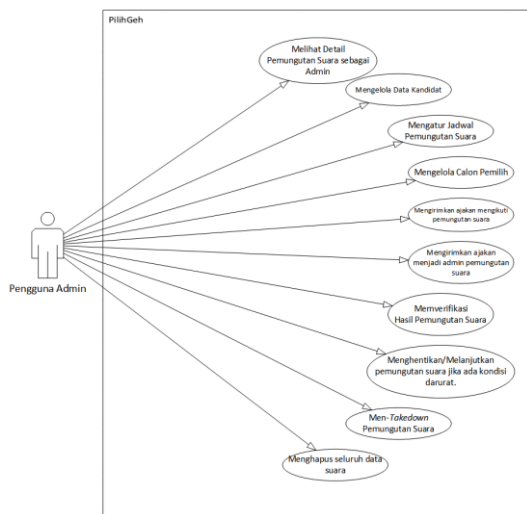 PilihGeh
Melihat Detail
Pemungutan Suara sebagai
Admin
Mengelola Data Kandidat
Mengatur Jadwal
Pemungutan Suara
Mengelola Calon Pemilih
Mengirimkan ajakan mengikuti
pemungutan suara
Mengirimkan ajakan
menjadi admin pemungutan
suara
Pengguna Admin
Memverifikasi
Hasil Pemungutan Suara
Menghentikan/Melanjutkan
pemungutan suara jika ada kondisi
darurat.
Men-Takedown
Pemungutan Suara
Menghapus seluruh data
suara